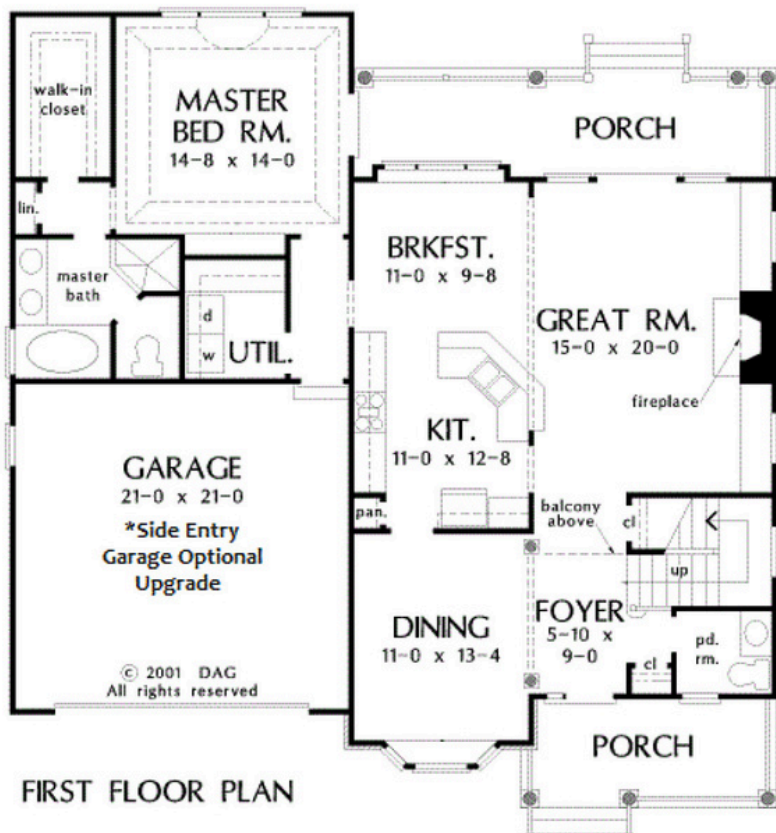 walk-in
closet
MASTER
BED RM.
14-8 x 14-0
PORCH
lin.
master
bath
d
w
UTIL.
BRKFST.
11-0 x 9-8
GREAT RM.
15-0 x 20-0
fireplace
KIT.
11-0 x 12-8
GARAGE
21-0 x 21-0
*Side Entry
Garage Optional
Upgrade
pan.
balcony
above
cl
up
DINING
11-0 x 13-4
FOYER
5-10 x
9-0
pd.
rm.
cl
© 2001 DAG
All rights reserved
PORCH
FIRST FLOOR PLAN